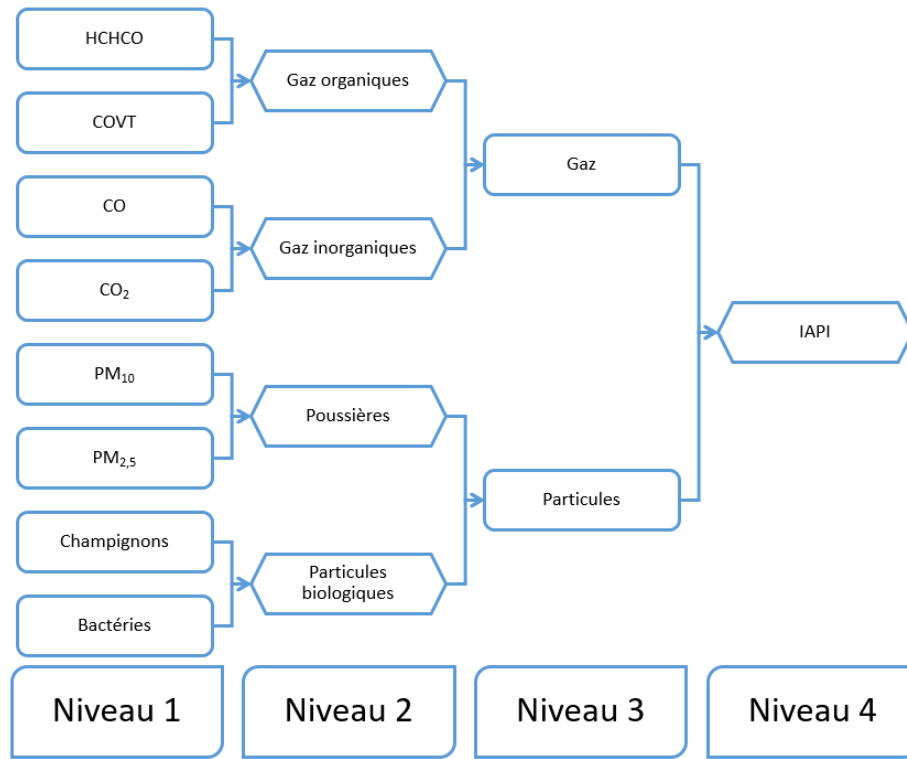 HCHCO
COVT
CO
CO₂
PM₁₀
PM₂,₅
Champignons
Bactéries
Gaz organiques
Gaz inorganiques
Poussières
Particules
biologiques
Gaz
Particules
IAPI
Niveau 1
Niveau 2
Niveau 3
Niveau 4